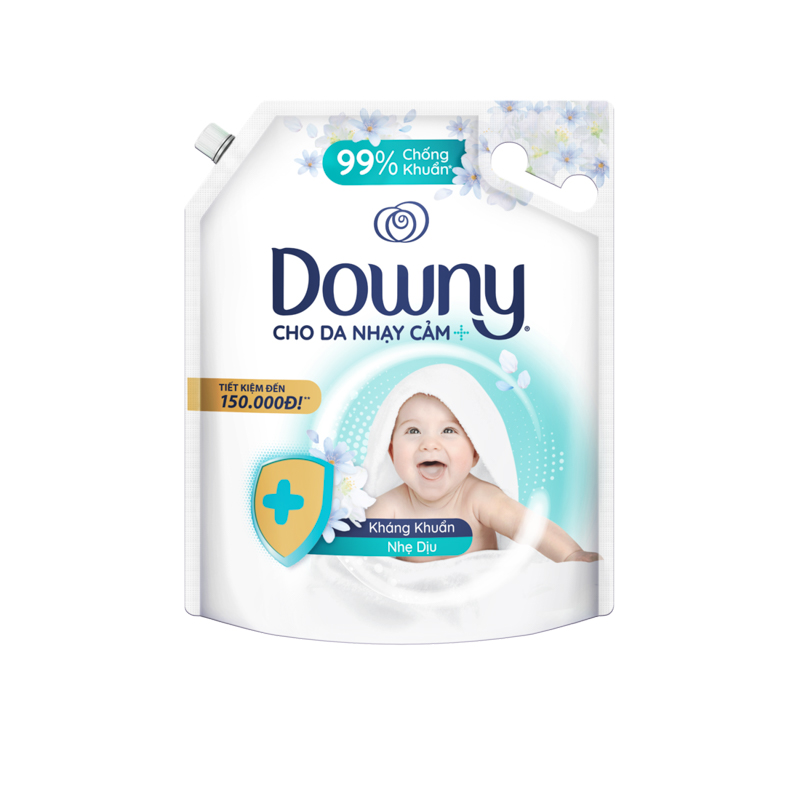 99% Chống
Khuẩn*
Downy®
CHO DA NHẠY CẢM+
TIẾT KIỆM ĐẾN
150.000Đ!**
Kháng Khuẩn
Nhẹ Dịu